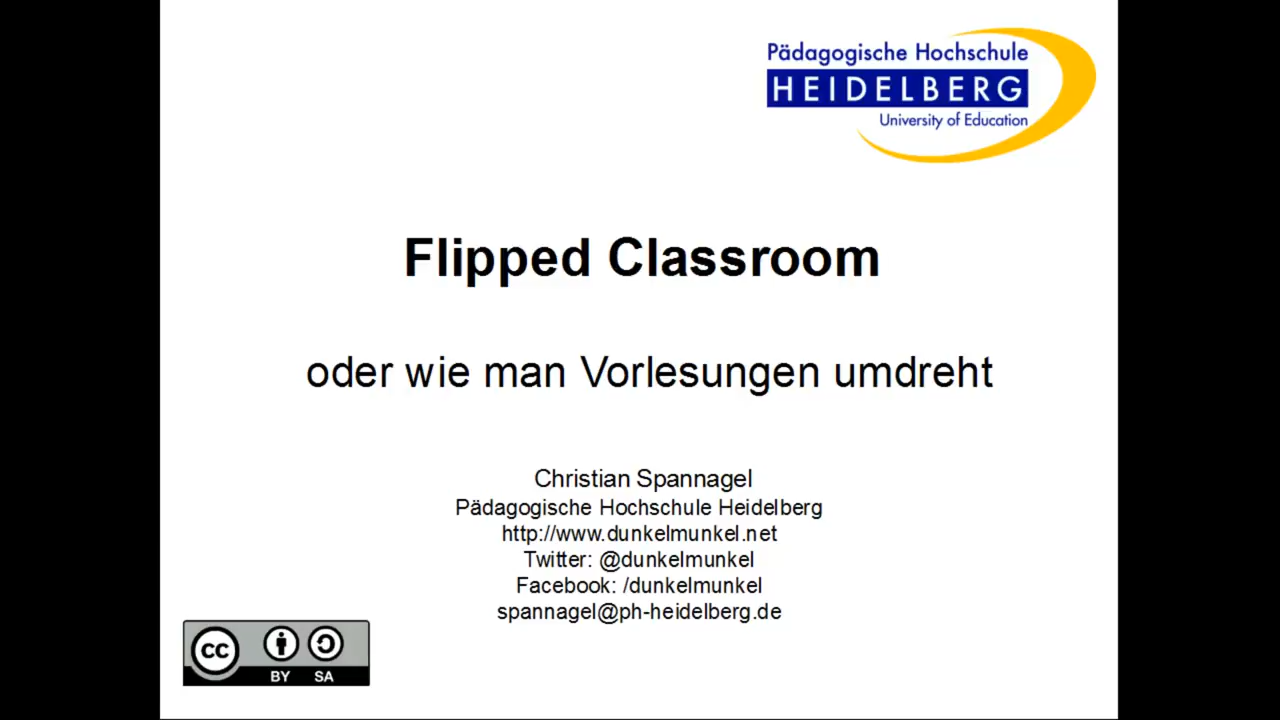 Pädagogische Hochschule
HEIDELBERG
University of Education
Flipped Classroom
oder wie man Vorlesungen umdreht
Christian Spannagel
Pädagogische Hochschule Heidelberg
http://www.dunkelmunkel.net
Twitter: @dunkelmunkel
Facebook: /dunkelmunkel
spannagel@ph-heidelberg.de
cc
BY SA